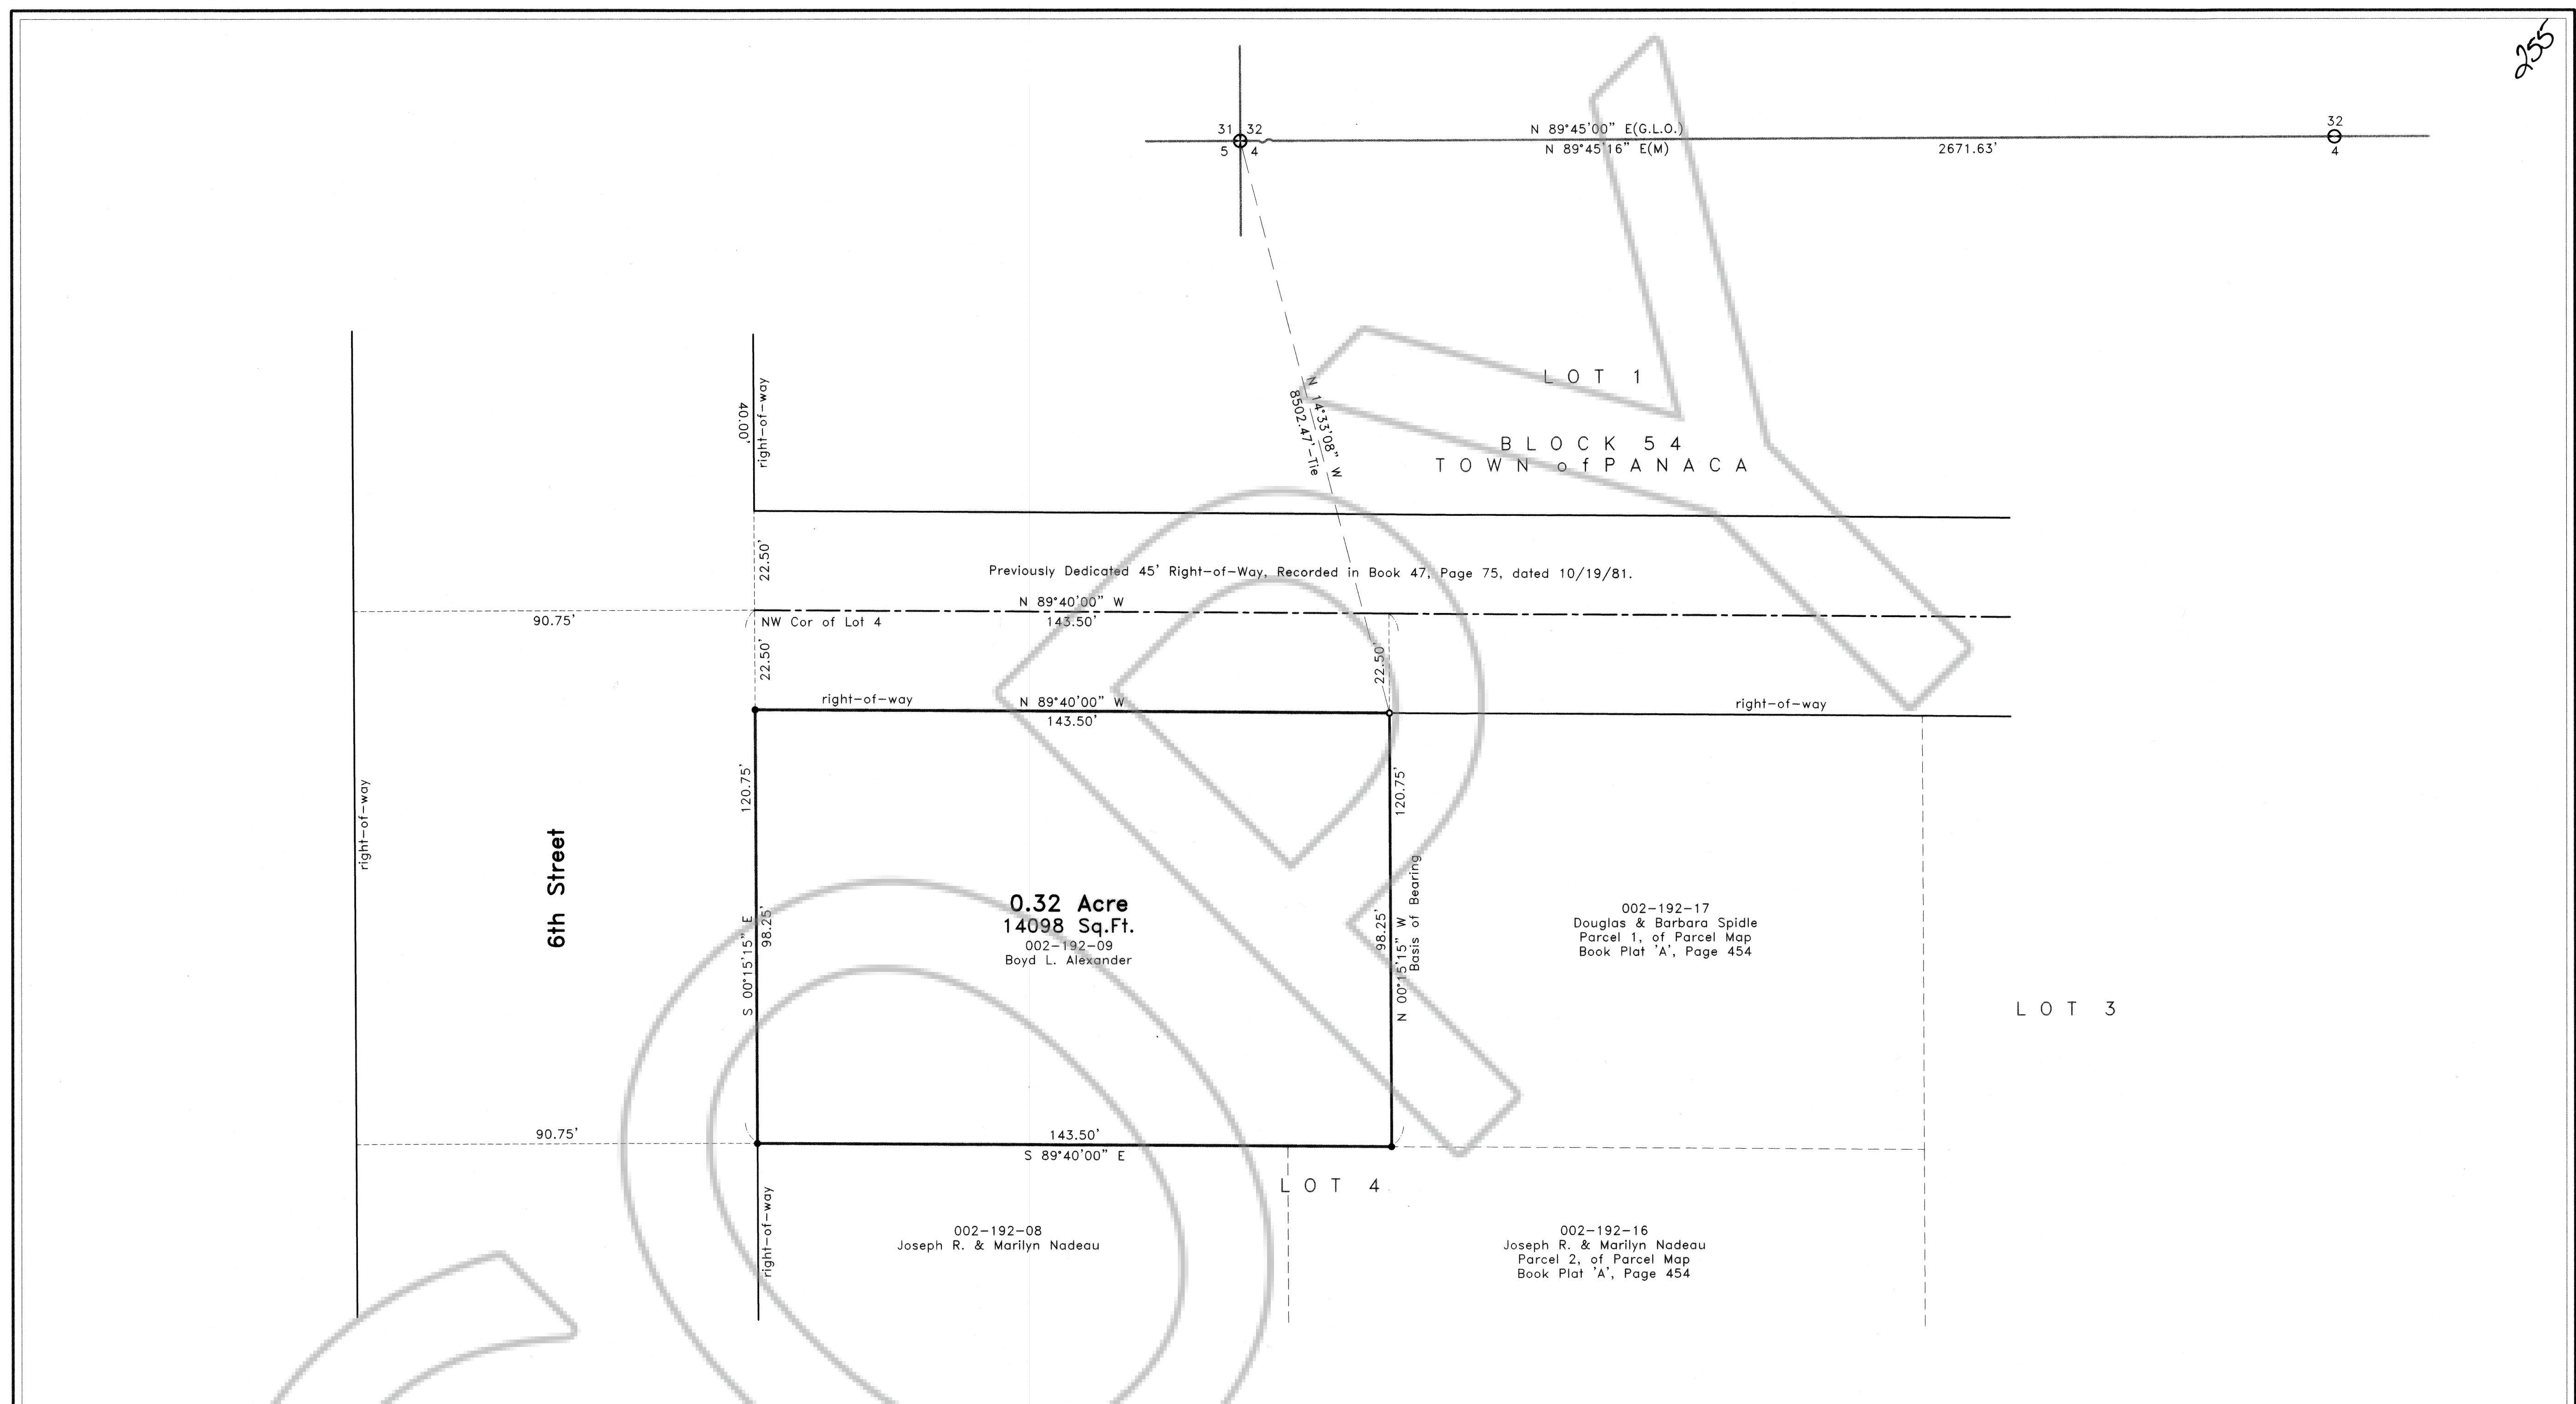 255
31 32
5 4
N 89°45'00" E(G.L.O.)
N 89°45'16" E(M)
2671.63'
32
4
N 14°33'08" W
8502.47'-Tie
LOT 1
BLOCK 54
TOWN of PANACA
40.00'
right-of-way
22.50'
Previously Dedicated 45' Right-of-Way, Recorded in Book 47, Page 75, dated 10/19/81.
N 89°40'00" W
90.75'
NW Cor of Lot 4
143.50'
22.50'
22.50'
right-of-way
N 89°40'00" W
143.50'
right-of-way
right-of-way
6th Street
120.75'
S 00°15'15" E
98.25'
0.32 Acre
14098 Sq.Ft.
002-192-09
Boyd L. Alexander
120.75'
98.25'
N 00°15'15" W
Basis of Bearing
002-192-17
Douglas & Barbara Spidle
Parcel 1, of Parcel Map
Book Plat 'A', Page 454
LOT 3
90.75'
143.50'
S 89°40'00" E
LOT 4
right-of-way
002-192-08
Joseph R. & Marilyn Nadeau
002-192-16
Joseph R. & Marilyn Nadeau
Parcel 2, of Parcel Map
Book Plat 'A', Page 454
COPY